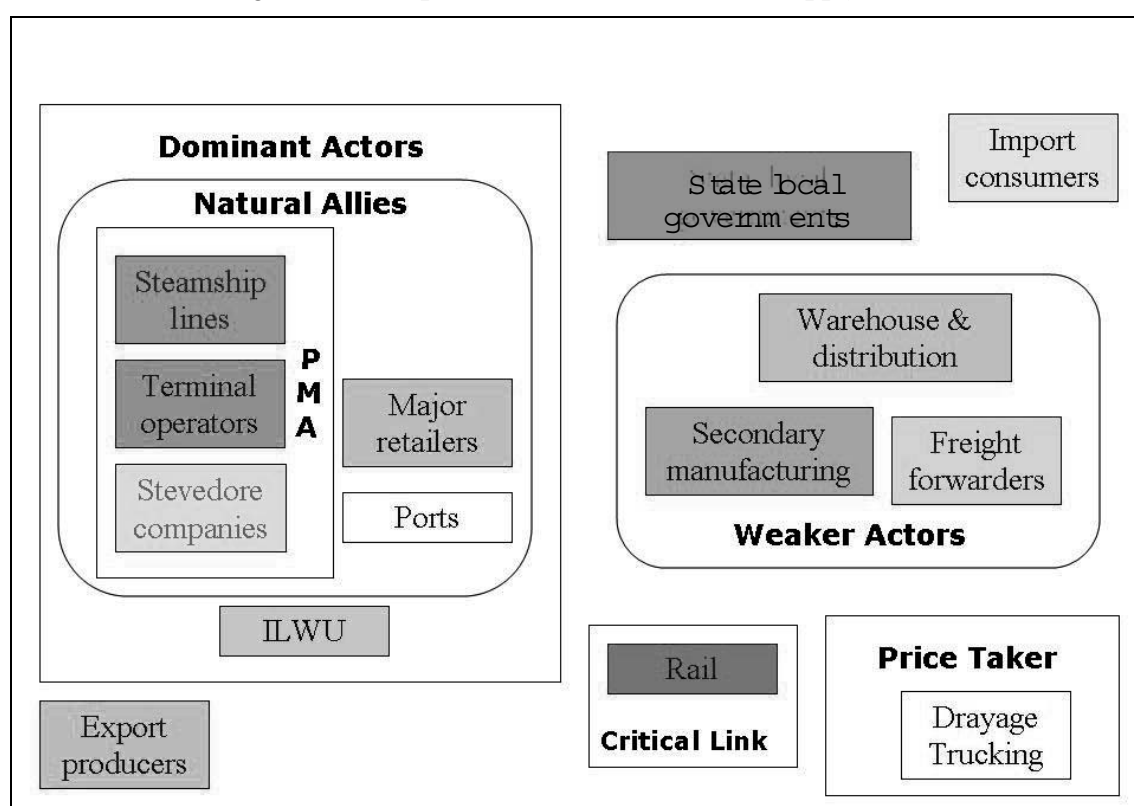 Dominant Actors
Natural Allies
Steamship
lines
Terminal
operators
Stevedore
companies
P
M
A
Major
retailers
Ports
ILWU
Export
producers
State local
governments
Import
consumers
Warehouse &
distribution
Secondary
manufacturing
Freight
forwarders
Weaker Actors
Rail
Critical Link
Price Taker
Drayage
Trucking